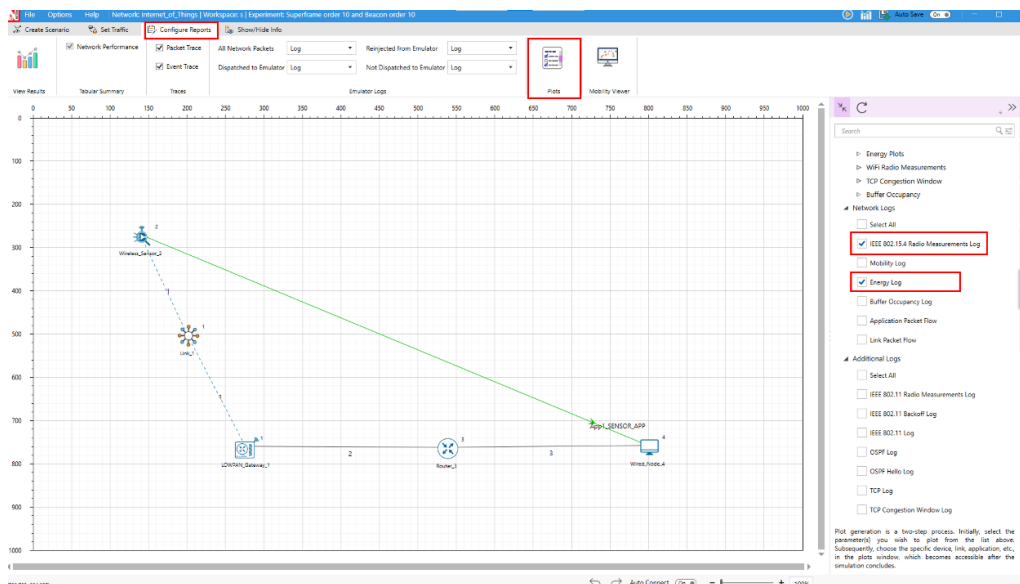 File Options Help Network: Internet_of_Things | Workspace: s | Experiment: Superframe order 10 and Beacon order 10 Auto Save On
Create Scenario Set Traffic Configure Reports Show/Hide Info
Network Performance Packet Trace All Network Packets Log Reinjected from Emulator Log
Event Trace Dispatched to Emulator Log Not Dispatched to Emulator Log
View Results Tabular Summary Traces Emulator Logs Plots Mobility Viewer
0 50 100 150 200 250 300 350 400 450 500 550 600 650 700 750 800 850 900 950 1000
0
100
200
300
400
500
600
700
800
900
1000
2
Wireless_Sensor_2
1
1
Link_1
1
App1_SENSOR_APP
1
LOWPAN_Gateway_1
2
3
Router_3
3
4
Wired_Node_4
Search
Energy Plots
WiFi Radio Measurements
TCP Congestion Window
Buffer Occupancy
Network Logs
Select All
IEEE 802.15.4 Radio Measurements Log
Mobility Log
Energy Log
Buffer Occupancy Log
Application Packet Flow
Link Packet Flow
Additional Logs
Select All
IEEE 802.11 Radio Measurements Log
IEEE 802.11 Backoff Log
IEEE 802.11 Log
OSPF Log
OSPF Hello Log
TCP Log
TCP Congestion Window Log
Plot generation is a two-step process. Initially, select the
parameter(s) you wish to plot from the list above.
Subsequently, choose the specific device, link, application, etc.,
in the plots window, which becomes accessible after the
simulation concludes.
Auto Connect On 100%